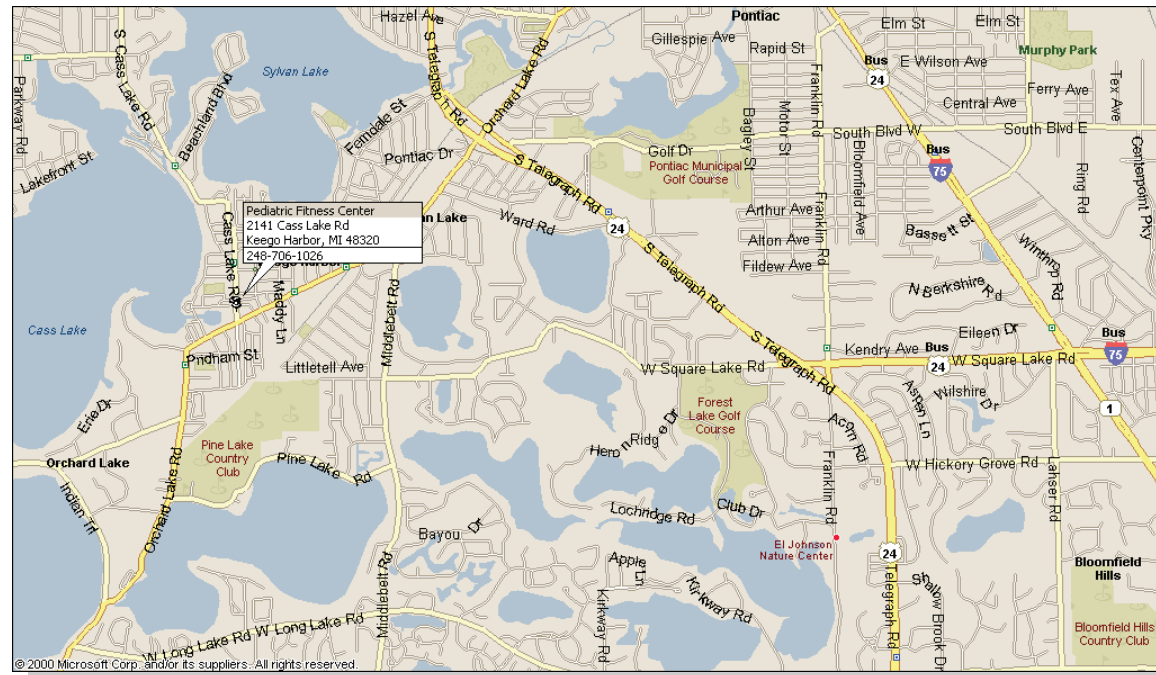 Hazel Ave
Pontiac
Gillespie Ave
Elm St
Elm St
S Cass Lake Rd
S Telegraph Rd
Orchard Lake Rd
Rapid St
Murphy Park
Parkway Rd
Sylvan Lake
Beachland Blvd
Bus
24
E Wilson Ave
Franklin Rd
Ferry Ave
Tex Ave
Central Ave
Ferndale St
Bagley St
Motor St
South Blvd W
South Blvd E
Lakefront St
Pontiac Dr
S Telegraph Rd
Golf Dr
Pontiac Municipal
Golf Course
Bloomfield Ave
Bus
75
Ring Rd
Centerpoint Pky
Pediatric Fitness Center
2141 Cass Lake Rd
Keego Harbor, MI 48320
248-706-1026
Cass Lake Rd
an Lake
Ward Rd
24
Arthur Ave
Alton Ave
Fildew Ave
Franklin Rd
Bassett St
Winthrop Rd
S Telegraph Rd
Maddy Ln
Middlebelt Rd
N Berkshire Rd
Cass Lake
Eileen Dr
Bus
75
S Telegraph Rd
Kendry Ave
Bus
24
W Square Lake Rd
Pridham St
Littletell Ave
W Square Lake Rd
Aspen Ln
Wilshire Dr
1
Erie Dr
Forest
Lake Golf
Course
Acorn Rd
Heron Ridge Dr
Pine Lake
Country
Club
Orchard Lake
Pine Lake Rd
W Hickory Grove Rd
Franklin Rd
Lahser Rd
Indian Trl
Orchard Lake Rd
Lochridge Rd
Club Dr
Bayou Dr
El Johnson
Nature Center
24
Apple Ln
Bloomfield
Hills
Middlebelt Rd
Kirkway Rd
Kirkway Rd
Telegraph Rd
Shallow Brook Dr
W Long Lake Rd
W Long Lake Rd
Bloomfield Hills
Country Club
© 2000 Microsoft Corp. and/or its suppliers. All rights reserved.